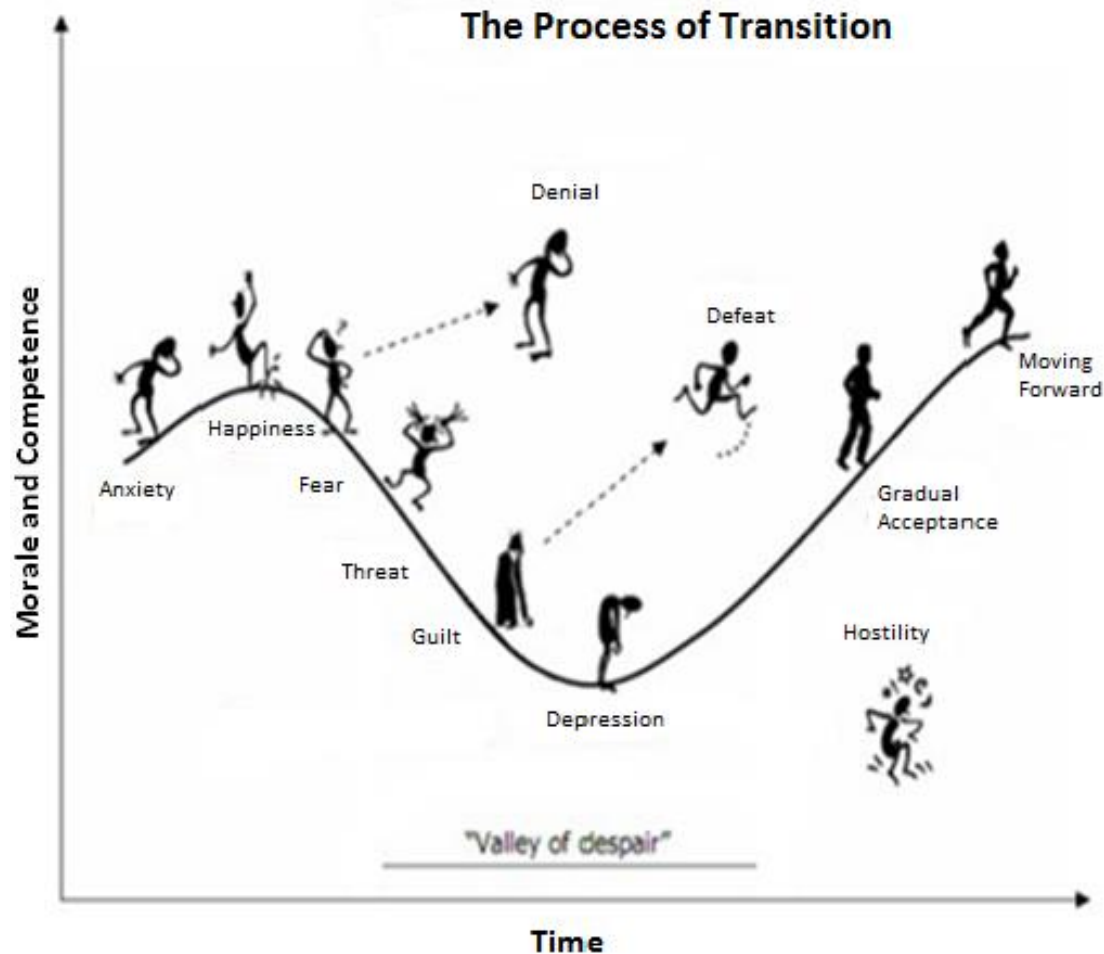 The Process of Transition
Denial
Defeat
Moving
Forward
Morale and Competence
Happiness
Anxiety
Fear
Gradual
Acceptance
Threat
Guilt
Hostility
Depression
"Valley of despair"
Time